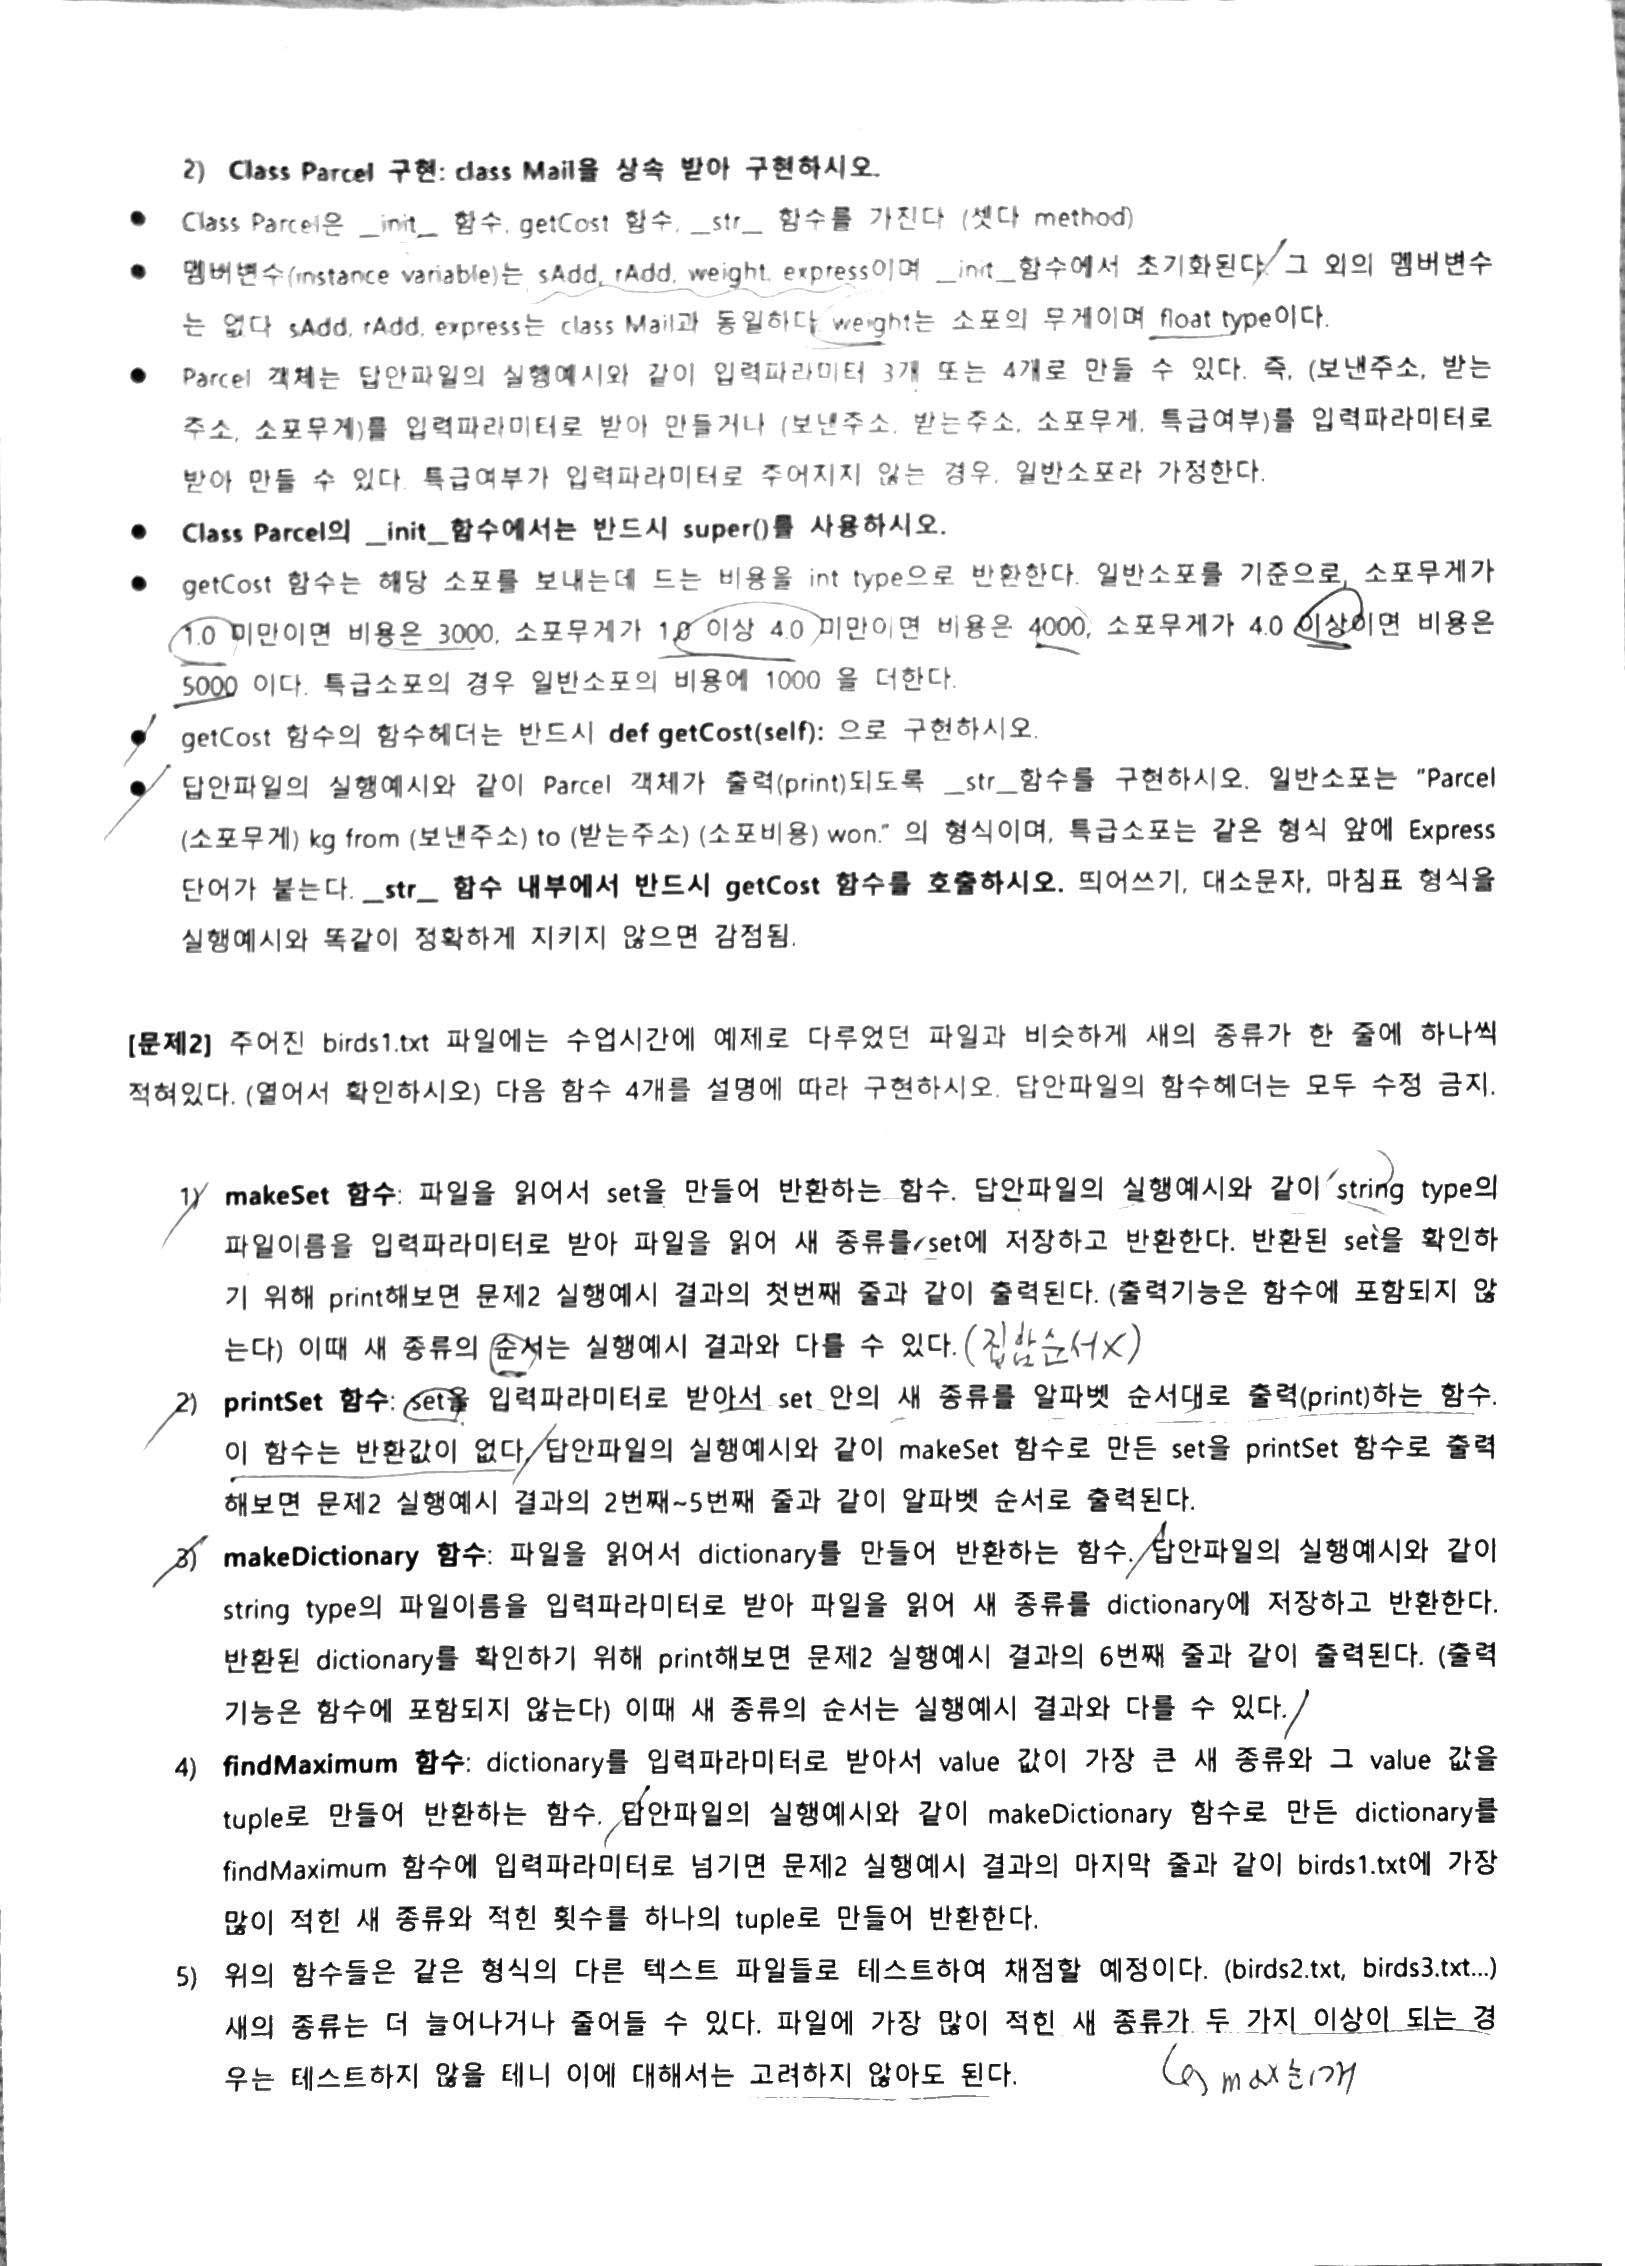 2) Class Parcel 구현: class Mail을 상속 받아 구현하시오.
● Class Parcel은 __init__ 함수, getCost 함수, __str__ 함수를 가진다 (셋다 method)
● 멤버변수(instance variable)는 sAdd, rAdd, weight, express이며 __init__함수에서 초기화된다. 그 외의 멤버변수
는 없다 sAdd, rAdd, express는 class Mail과 동일하다. weight는 소포의 무게이며 float type이다.
● Parcel 객체는 답안파일의 실행예시와 같이 입력파라미터 3개 또는 4개로 만들 수 있다. 즉, (보낸주소, 받는
주소, 소포무게)를 입력파라미터로 받아 만들거나 (보낸주소, 받는주소, 소포무게, 특급여부)를 입력파라미터로
받아 만들 수 있다. 특급여부가 입력파라미터로 주어지지 않는 경우, 일반소포라 가정한다.
● Class Parcel의 __init__함수에서는 반드시 super()를 사용하시오.
● getCost 함수는 해당 소포를 보내는데 드는 비용을 int type으로 반환한다. 일반소포를 기준으로, 소포무게가
1.0 미만이면 비용은 3000, 소포무게가 1.0 이상 4.0 미만이면 비용은 4000, 소포무게가 4.0 이상이면 비용은
5000 이다. 특급소포의 경우 일반소포의 비용에 1000 을 더한다.
● getCost 함수의 함수헤더는 반드시 def getCost(self): 으로 구현하시오.
● 답안파일의 실행예시와 같이 Parcel 객체가 출력(print)되도록 __str__함수를 구현하시오. 일반소포는 "Parcel
(소포무게) kg from (보낸주소) to (받는주소) (소포비용) won." 의 형식이며, 특급소포는 같은 형식 앞에 Express
단어가 붙는다. __str__ 함수 내부에서 반드시 getCost 함수를 호출하시오. 띄어쓰기, 대소문자, 마침표 형식을
실행예시와 똑같이 정확하게 지키지 않으면 감점됨.
[문제2] 주어진 birds1.txt 파일에는 수업시간에 예제로 다루었던 파일과 비슷하게 새의 종류가 한 줄에 하나씩
적혀있다. (열어서 확인하시오) 다음 함수 4개를 설명에 따라 구현하시오. 답안파일의 함수헤더는 모두 수정 금지.
1) makeSet 함수: 파일을 읽어서 set을 만들어 반환하는 함수. 답안파일의 실행예시와 같이 string type의
파일이름을 입력파라미터로 받아 파일을 읽어 새 종류를 set에 저장하고 반환한다. 반환된 set을 확인하
기 위해 print해보면 문제2 실행예시 결과의 첫번째 줄과 같이 출력된다. (출력기능은 함수에 포함되지 않
는다) 이때 새 종류의 순서는 실행예시 결과와 다를 수 있다. (집합순서X)
2) printSet 함수: set을 입력파라미터로 받아서 set 안의 새 종류를 알파벳 순서대로 출력(print)하는 함수.
이 함수는 반환값이 없다. 답안파일의 실행예시와 같이 makeSet 함수로 만든 set을 printSet 함수로 출력
해보면 문제2 실행예시 결과의 2번째~5번째 줄과 같이 알파벳 순서로 출력된다.
3) makeDictionary 함수: 파일을 읽어서 dictionary를 만들어 반환하는 함수. 답안파일의 실행예시와 같이
string type의 파일이름을 입력파라미터로 받아 파일을 읽어 새 종류를 dictionary에 저장하고 반환한다.
반환된 dictionary를 확인하기 위해 print해보면 문제2 실행예시 결과의 6번째 줄과 같이 출력된다. (출력
기능은 함수에 포함되지 않는다) 이때 새 종류의 순서는 실행예시 결과와 다를 수 있다.
4) findMaximum 함수: dictionary를 입력파라미터로 받아서 value 값이 가장 큰 새 종류와 그 value 값을
tuple로 만들어 반환하는 함수. 답안파일의 실행예시와 같이 makeDictionary 함수로 만든 dictionary를
findMaximum 함수에 입력파라미터로 넘기면 문제2 실행예시 결과의 마지막 줄과 같이 birds1.txt에 가장
많이 적힌 새 종류와 적힌 횟수를 하나의 tuple로 만들어 반환한다.
5) 위의 함수들은 같은 형식의 다른 텍스트 파일들로 테스트하여 채점할 예정이다. (birds2.txt, birds3.txt...)
새의 종류는 더 늘어나거나 줄어들 수 있다. 파일에 가장 많이 적힌 새 종류가 두 가지 이상이 되는 경
우는 테스트하지 않을 테니 이에 대해서는 고려하지 않아도 된다.
max는 1개